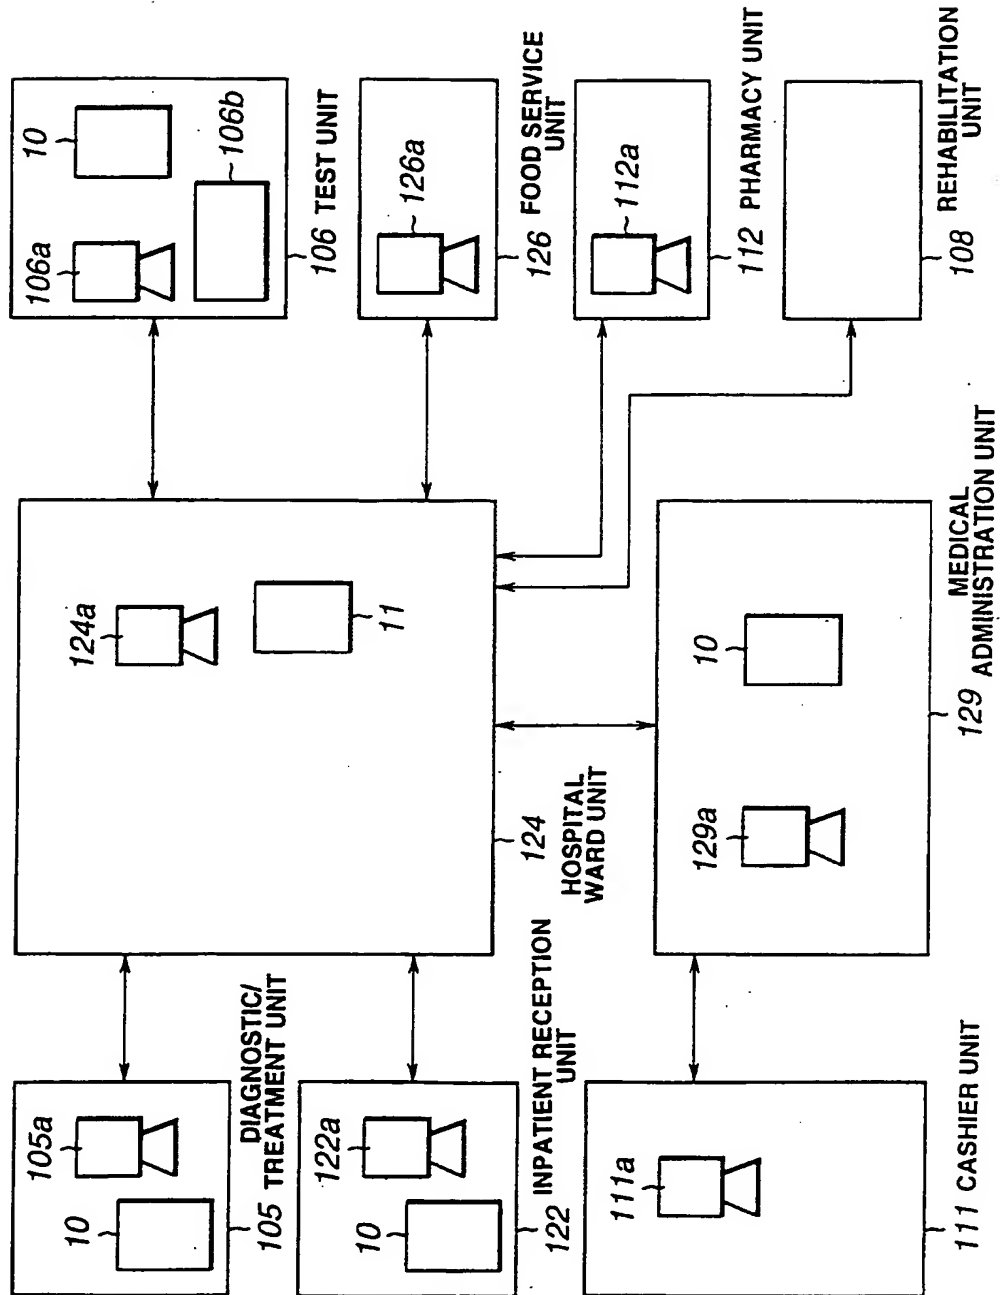 10
106a
106b
106 TEST UNIT
126a
126 FOOD SERVICE
UNIT
112a
112 PHARMACY UNIT
108 REHABILITATION
UNIT
124a
11
124 HOSPITAL
WARD UNIT
10
129a
129 MEDICAL
ADMINISTRATION UNIT
105a
10
105 DIAGNOSTIC/
TREATMENT UNIT
122a
10
122 INPATIENT RECEPTION
UNIT
111a
111 CASHIER UNIT